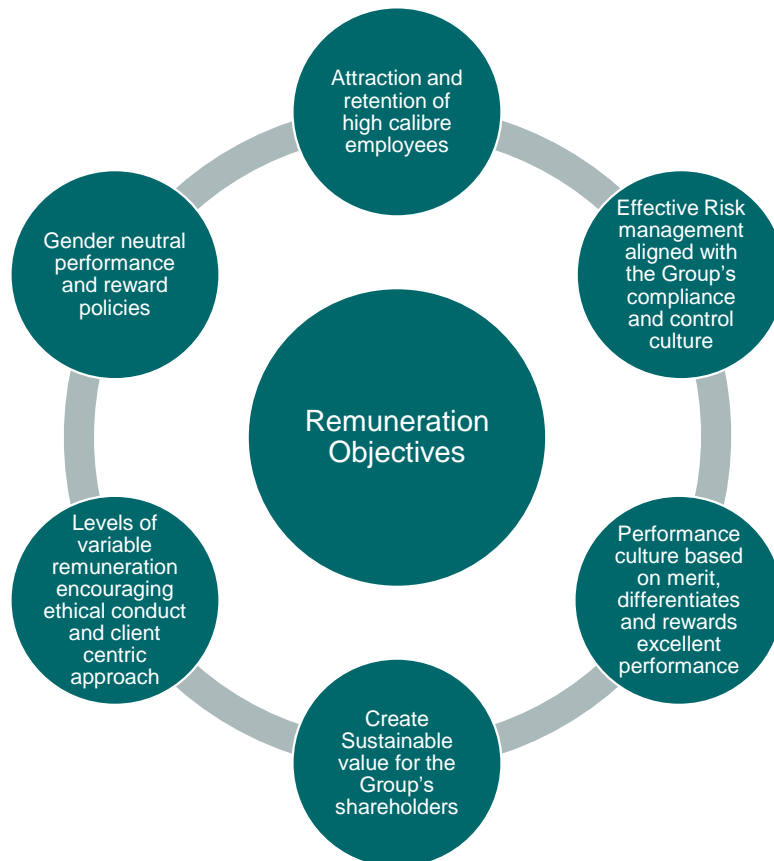 Attraction and
retention of
high calibre
employees
Effective Risk
management
aligned with
the Group's
compliance
and control
culture
Performance
culture based
on merit,
differentiates
and rewards
excellent
performance
Create
Sustainable
value for the
Group's
shareholders
Levels of
variable
remuneration
encouraging
ethical conduct
and client
centric
approach
Gender neutral
performance
and reward
policies
Remuneration
Objectives